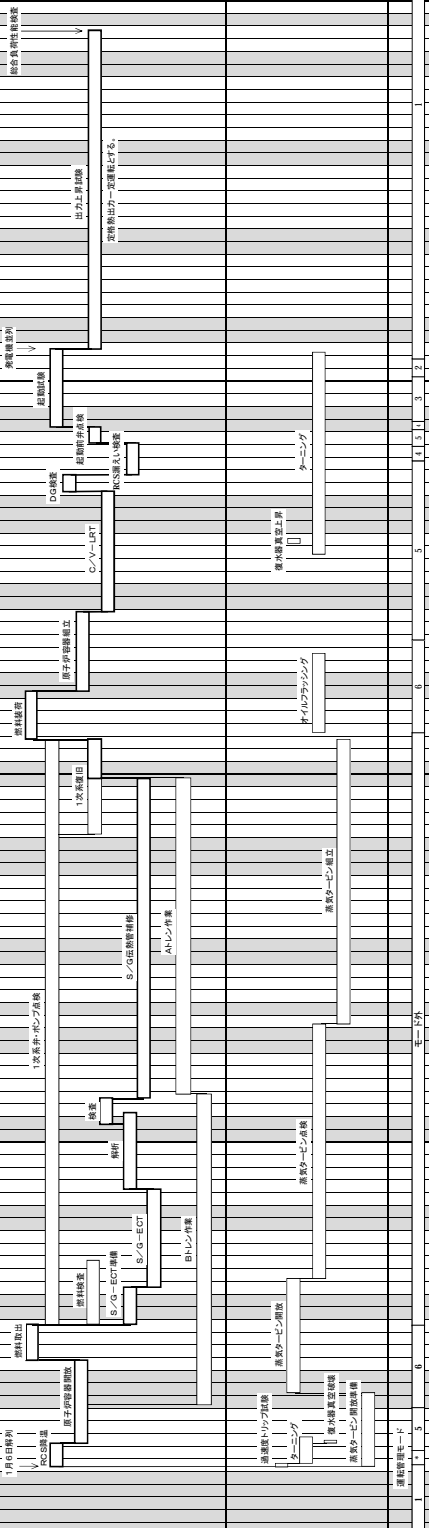 1月6日解列
RCS降温
原子炉容器開放
燃料取出
燃料検査
S/G-ECT準備
S/G-ECT
解析
検査
1次系弁・ポンプ点検
S/G伝熱管補修
Aトレン作業
Bトレン作業
1次系復旧
燃料装荷
原子炉容器組立
C/V-LRT
DG検査
RCS漏えい検査
起動前弁点検
起動試験
発電機並列
出力上昇試験
定格熱出力一定運転とする。
総合負荷性能検査
過速度トリップ試験
ターニング
復水器真空破壊
蒸気タービン開放準備
蒸気タービン開放
蒸気タービン点検
蒸気タービン組立
オイルフラッシング
復水器真空上昇
ターニング
運転管理モード
1
*
5
6
モード外
6
5
4
5
4
3
2
1